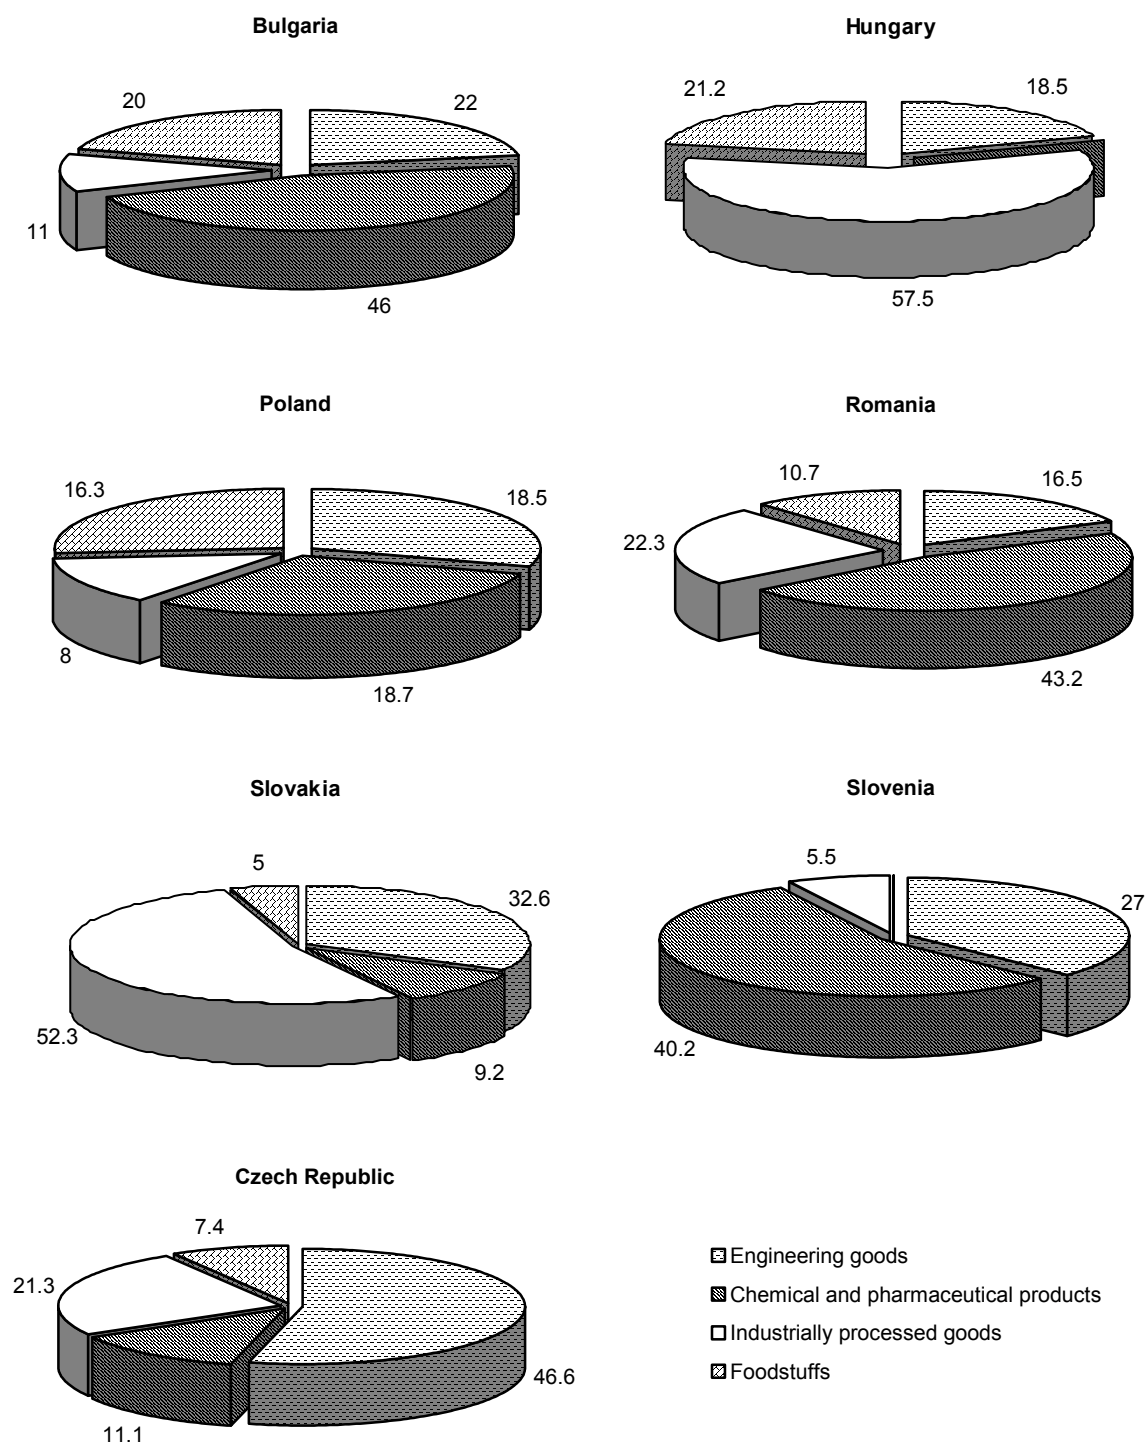 Bulgaria
20
22
11
46
Hungary
21.2
18.5
57.5
Poland
16.3
18.5
8
18.7
Romania
10.7
16.5
22.3
43.2
Slovakia
5
32.6
52.3
9.2
Slovenia
5.5
27
40.2
Czech Republic
7.4
21.3
46.6
11.1
Engineering goods
Chemical and pharmaceutical products
Industrially processed goods
Foodstuffs